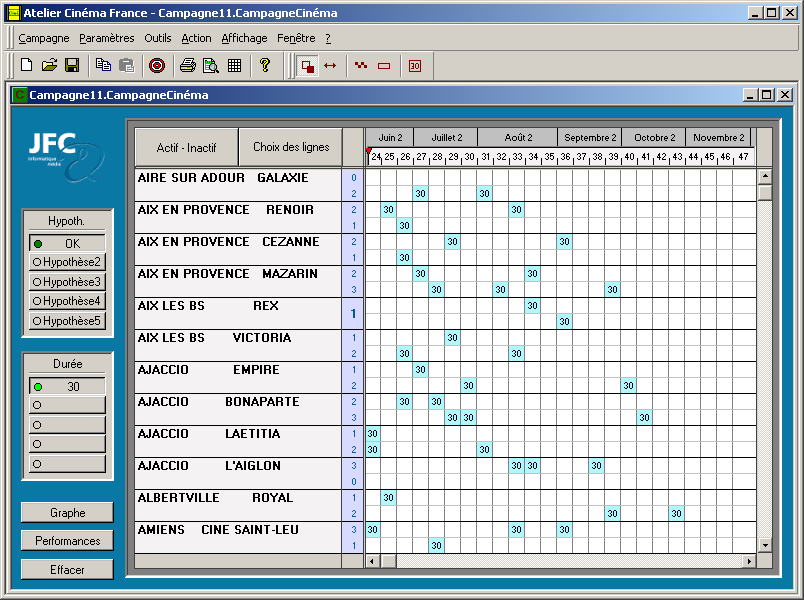 Atelier Cinéma France - Campagne11.CampagneCinéma
Campagne Paramètres Outils Action Affichage Fenêtre ?
30
Campagne11.CampagneCinéma
JFC
informatique
média
Actif - Inactif Choix des lignes Juin 2 Juillet 2 Août 2 Septembre 2 Octobre 2 Novembre 2
24 25 26 27 28 29 30 31 32 33 34 35 36 37 38 39 40 41 42 43 44 45 46 47
AIRE SUR ADOUR GALAXIE 0
2 30 30
AIX EN PROVENCE RENOIR 2 30 30
1 30
AIX EN PROVENCE CEZANNE 2 30 30
1 30
AIX EN PROVENCE MAZARIN 2 30 30
3 30 30 30
AIX LES BS REX 1 30
30
AIX LES BS VICTORIA 1 30
2 30 30
AJACCIO EMPIRE 1 30
2 30 30
AJACCIO BONAPARTE 2 30 30
3 30 30 30
AJACCIO LAETITIA 1 30
2 30 30
AJACCIO L'AIGLON 3 30 30 30
0
ALBERTVILLE ROYAL 1 30
2 30 30
AMIENS CINE SAINT-LEU 3 30 30 30
1 30
Hypoth.
OK
Hypothèse2
Hypothèse3
Hypothèse4
Hypothèse5
Durée
30
Graphe
Performances
Effacer